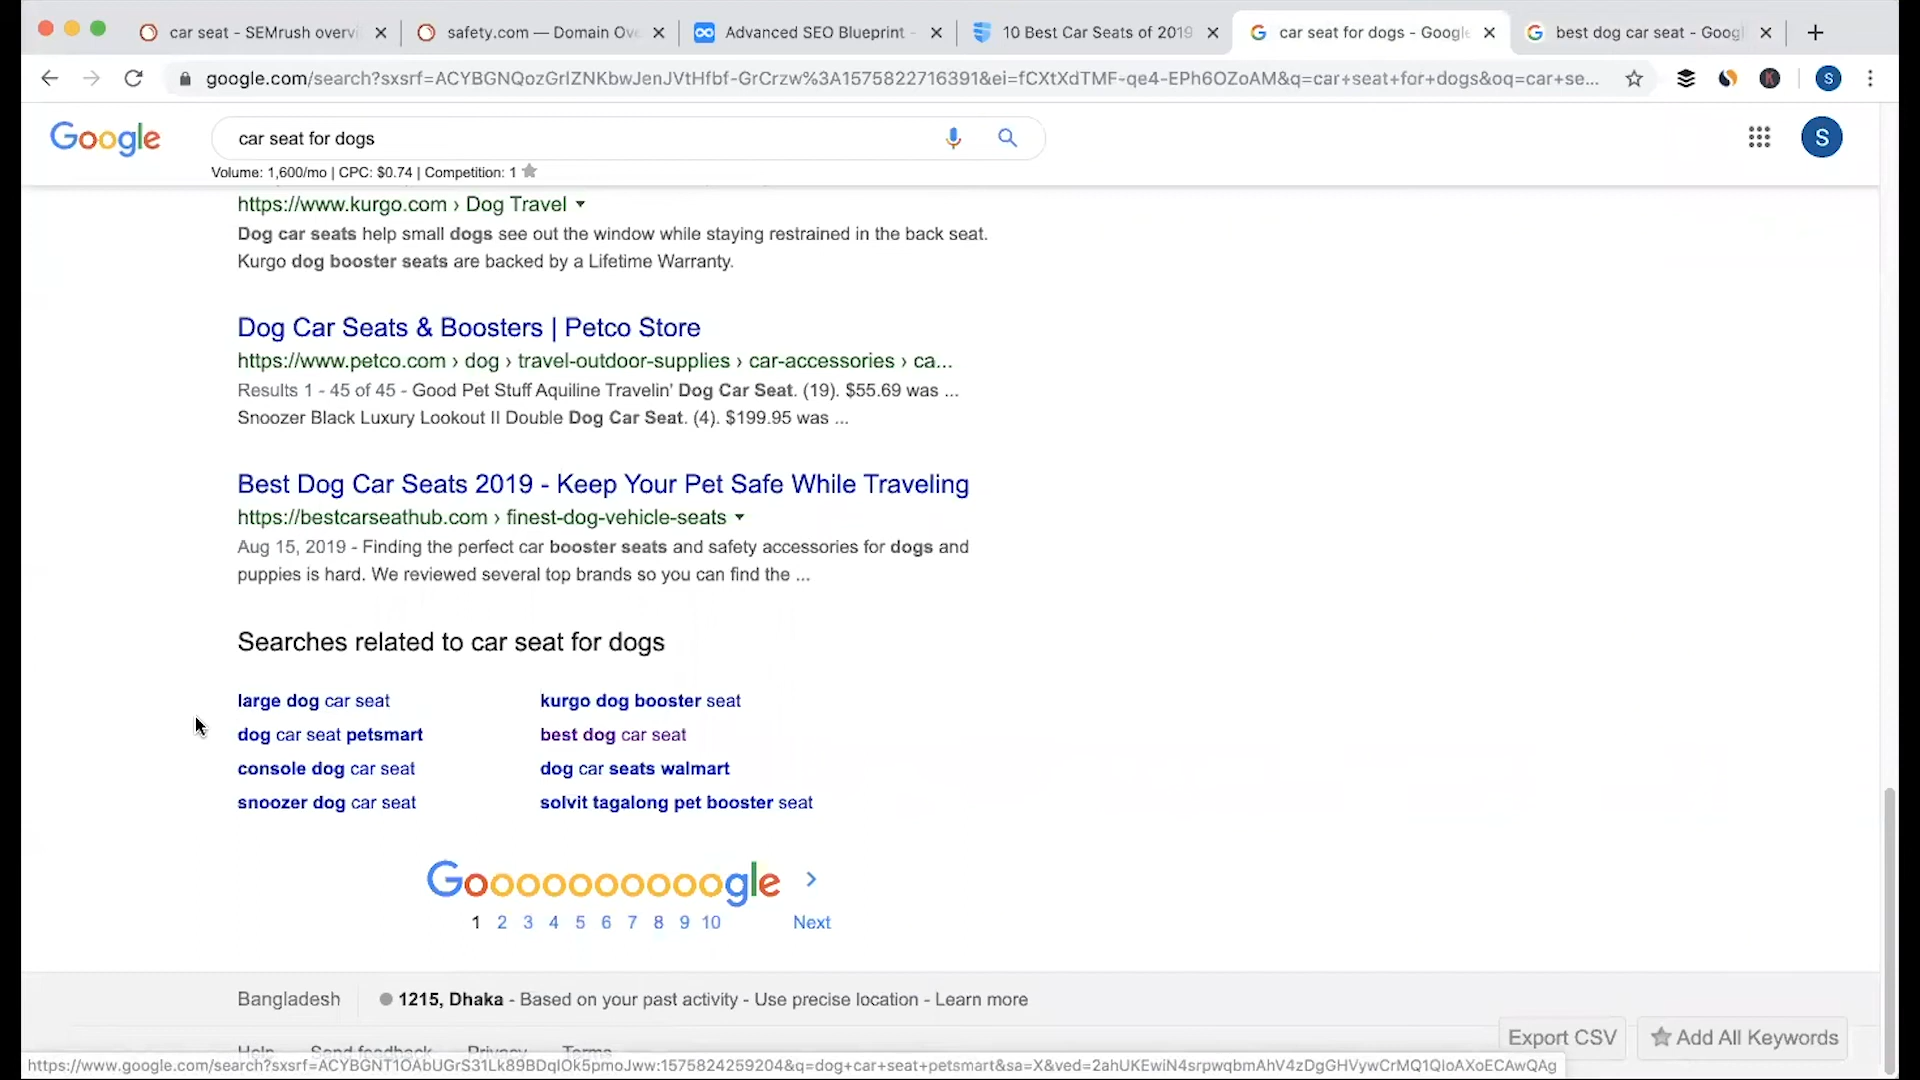 car seat - SEMrush overvi
safety.com — Domain Ov
Advanced SEO Blueprint -
10 Best Car Seats of 2019
car seat for dogs - Google
best dog car seat - Googl
google.com/search?sxsrf=ACYBGNQozGrIZNKbwJenJVtHfbf-GrCrzw%3A1575822716391&ei=fCXtXdTMF-qe4-EPh6OZoAM&q=car+seat+for+dogs&oq=car+se...
S
Google
car seat for dogs
S
Volume: 1,600/mo | CPC: $0.74 | Competition: 1
https://www.kurgo.com › Dog Travel
Dog car seats help small dogs see out the window while staying restrained in the back seat.
Kurgo dog booster seats are backed by a Lifetime Warranty.
Dog Car Seats & Boosters | Petco Store
https://www.petco.com › dog › travel-outdoor-supplies › car-accessories › ca...
Results 1 - 45 of 45 - Good Pet Stuff Aquiline Travelin' Dog Car Seat. (19). $55.69 was ...
Snoozer Black Luxury Lookout II Double Dog Car Seat. (4). $199.95 was ...
Best Dog Car Seats 2019 - Keep Your Pet Safe While Traveling
https://bestcarseathub.com › finest-dog-vehicle-seats
Aug 15, 2019 - Finding the perfect car booster seats and safety accessories for dogs and
puppies is hard. We reviewed several top brands so you can find the ...
Searches related to car seat for dogs
large dog car seat
kurgo dog booster seat
dog car seat petsmart
best dog car seat
console dog car seat
dog car seats walmart
snoozer dog car seat
solvit tagalong pet booster seat
Goooooooooogle
1 2 3 4 5 6 7 8 9 10 Next
Bangladesh
1215, Dhaka - Based on your past activity - Use precise location - Learn more
Export CSV
Add All Keywords
Help Send feedback Privacy Terms
https://www.google.com/search?sxsrf=ACYBGNT1OAbUGrS31Lk89BDqIOk5pmoJww:1575824259204&q=dog+car+seat+petsmart&sa=X&ved=2ahUKEwiN4srpwqbmAhV4zDgGHVywCrMQ1QIoAXoECAwQAg